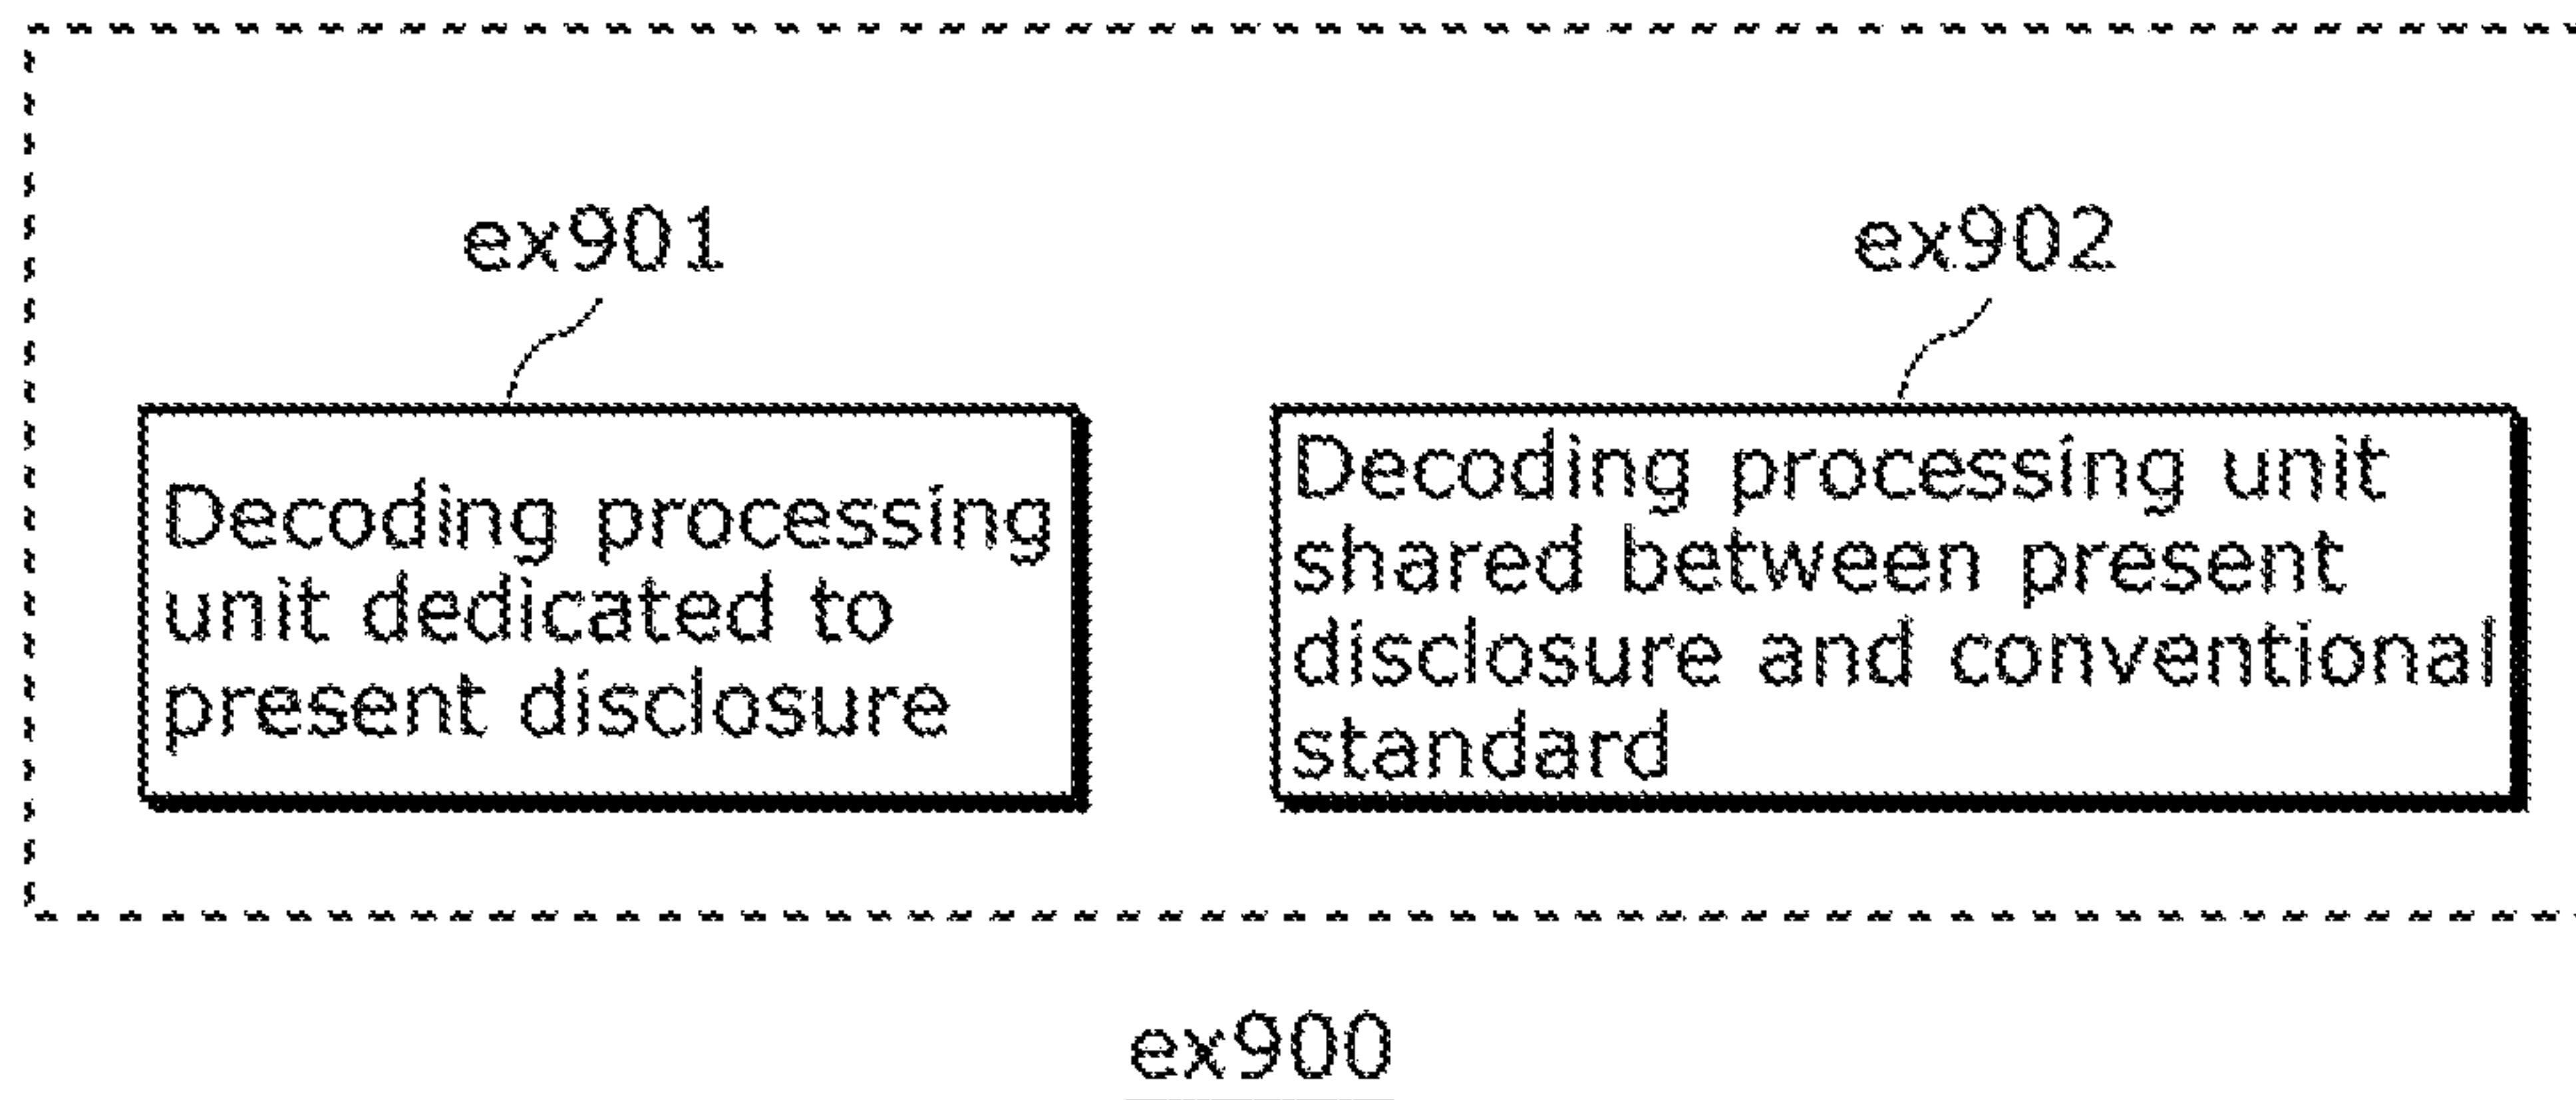 ex901
ex902
Decoding processing
unit dedicated to
present disclosure
Decoding processing unit
shared between present
disclosure and conventional
standard
ex900